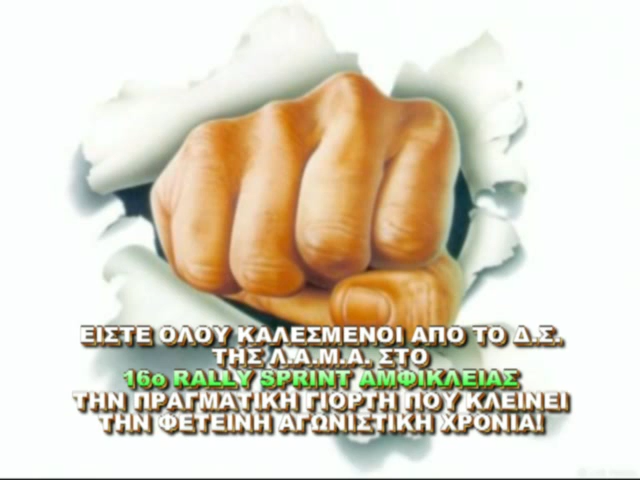 ΕΙΣΤΕ ΟΛΟΥ ΚΑΛΕΣΜΕΝΟΙ ΑΠΟ ΤΟ Δ.Σ.
ΤΗΣ Λ.Α.Μ.Α. ΣΤΟ
16ο RALLY SPRINT ΑΜΦΙΚΛΕΙΑΣ
ΤΗΝ ΠΡΑΓΜΑΤΙΚΗ ΓΙΟΡΤΗ ΠΟΥ ΚΛΕΙΝΕΙ
ΤΗΝ ΦΕΤΕΙΝΗ ΑΓΩΝΙΣΤΙΚΗ ΧΡΟΝΙΑ!